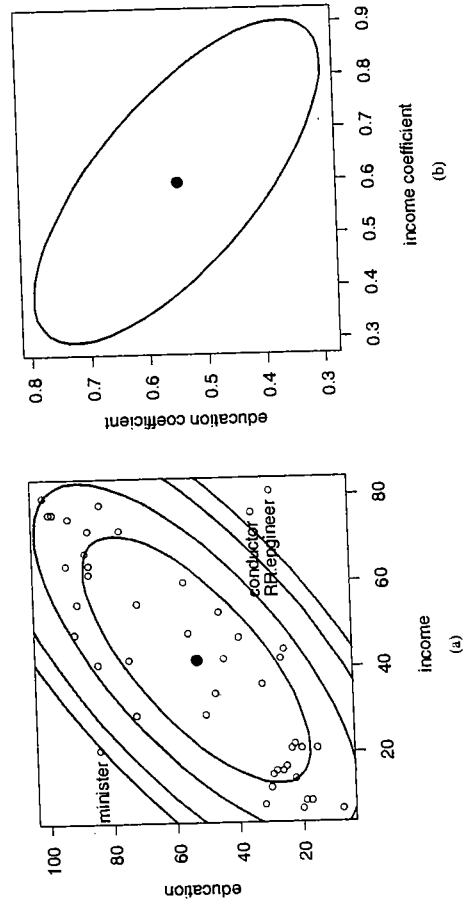 100
80
60
40
20
education
minister
conductor
RR.engineer
20
40
60
80
income
(a)
0.8
0.7
0.6
0.5
0.4
0.3
education coefficient
0.3
0.4
0.5
0.6
0.7
0.8
0.9
income coefficient
(b)